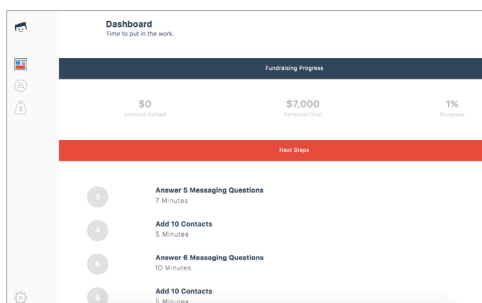 Dashboard
Time to put in the work.
Fundraising Progress
$0
Amount Raised
$7,000
Personal Goal
1%
Progress
Next Steps
3
Answer 5 Messaging Questions
7 Minutes
4
Add 10 Contacts
5 Minutes
5
Answer 6 Messaging Questions
10 Minutes
6
Add 10 Contacts
5 Minutes